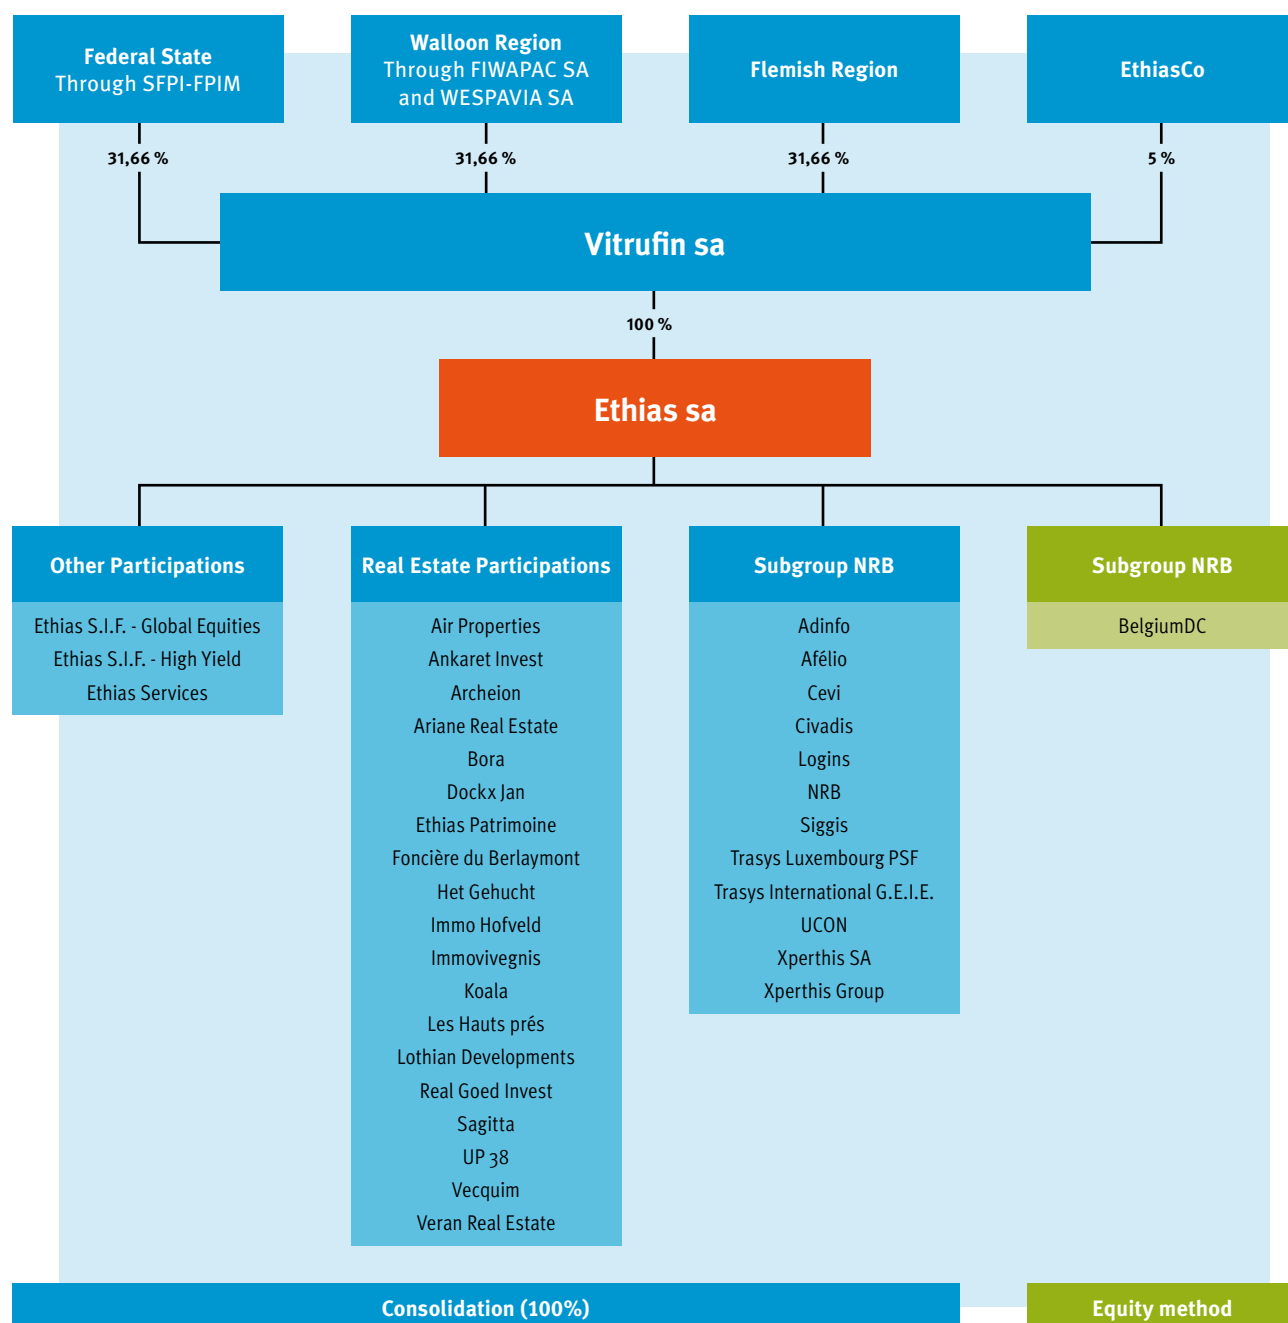 Federal State
Through SFPI-FPIM
Walloon Region
Through FIWAPAC SA
and WESPAVIA SA
Flemish Region
EthiasCo
31,66 %
31,66 %
31,66 %
5 %
Vitrufin sa
100 %
Ethias sa
Other Participations
Ethias S.I.F. - Global Equities
Ethias S.I.F. - High Yield
Ethias Services
Real Estate Participations
Air Properties
Ankaret Invest
Archeion
Ariane Real Estate
Bora
Dockx Jan
Ethias Patrimoine
Foncière du Berlaymont
Het Gehucht
Immo Hofveld
Immovivegnis
Koala
Les Hauts prés
Lothian Developments
Real Goed Invest
Sagitta
UP 38
Vecquim
Veran Real Estate
Subgroup NRB
Adinfo
Afélio
Cevi
Civadis
Logins
NRB
Siggis
Trasys Luxembourg PSF
Trasys International G.E.I.E.
UCON
Xperthis SA
Xperthis Group
Subgroup NRB
BelgiumDC
Consolidation (100%)
Equity method